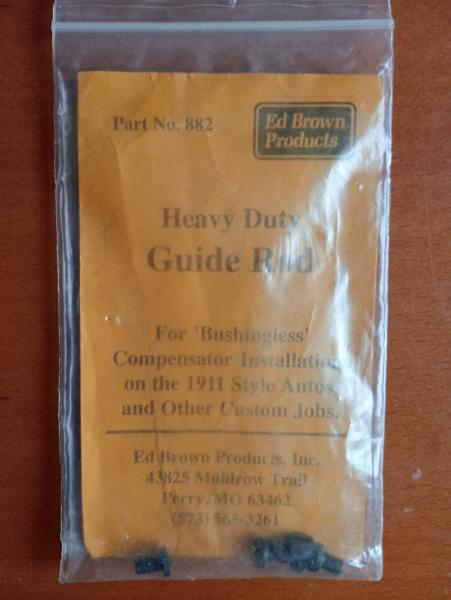 Part No. 882
Ed Brown
Products
Heavy Duty
Guide Rod
For 'Bushingless'
Compensator Installations
on the 1911 Style Autos,
and Other Custom Jobs.
Ed Brown Products, Inc.
43825 Muldrow Trail
Perry, MO 63462
(573) 565-3261